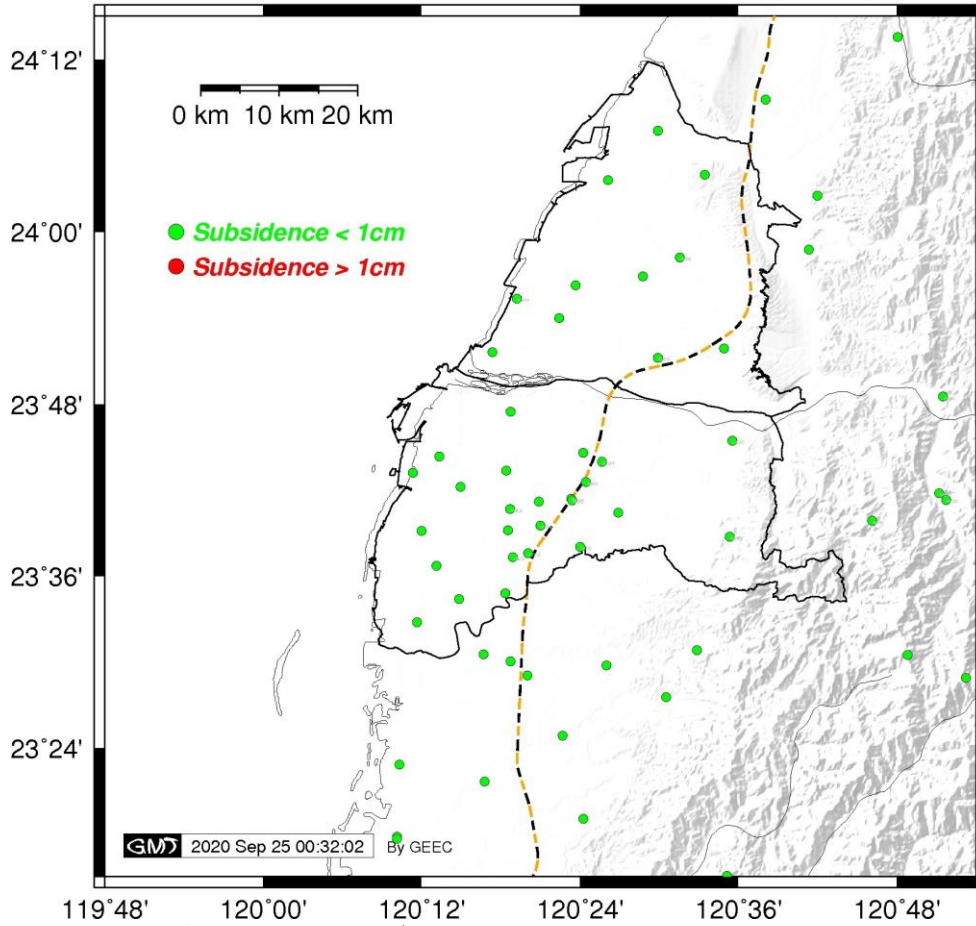 24°12'
0 km 10 km 20 km
24°00'
Subsidence < 1cm
Subsidence > 1cm
23°48'
23°36'
23°24'
GMT 2020 Sep 25 00:32:02 By GEEC
119°48' 120°00' 120°12' 120°24' 120°36' 120°48'